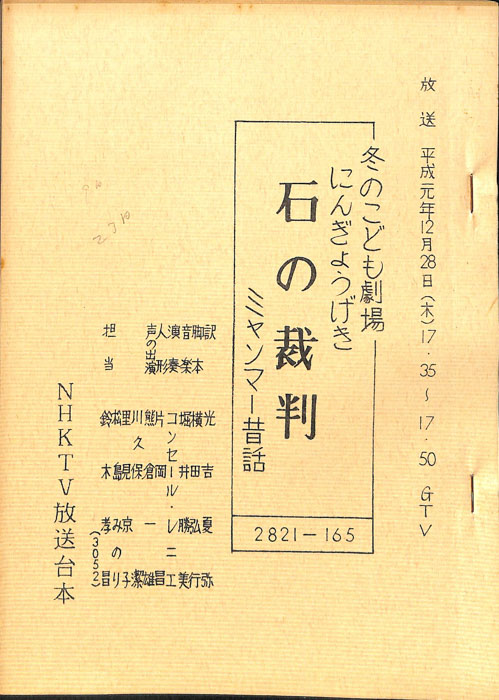 放送 平成元年12月28日(木)17・35～17・50 GTV
冬のこども劇場
にんぎょうげき
石の裁判
ミャンマー昔話
2821-165
訳 光吉夏弥
脚本 横田弘行
音楽 堀井勝美
演奏 コンセール・レニエ
人形 片岡昌
声の出演 熊倉一雄
川久保潔
里見京子
松島みのり
担当 鈴木孝昌
(3052)
NHKTV放送台本